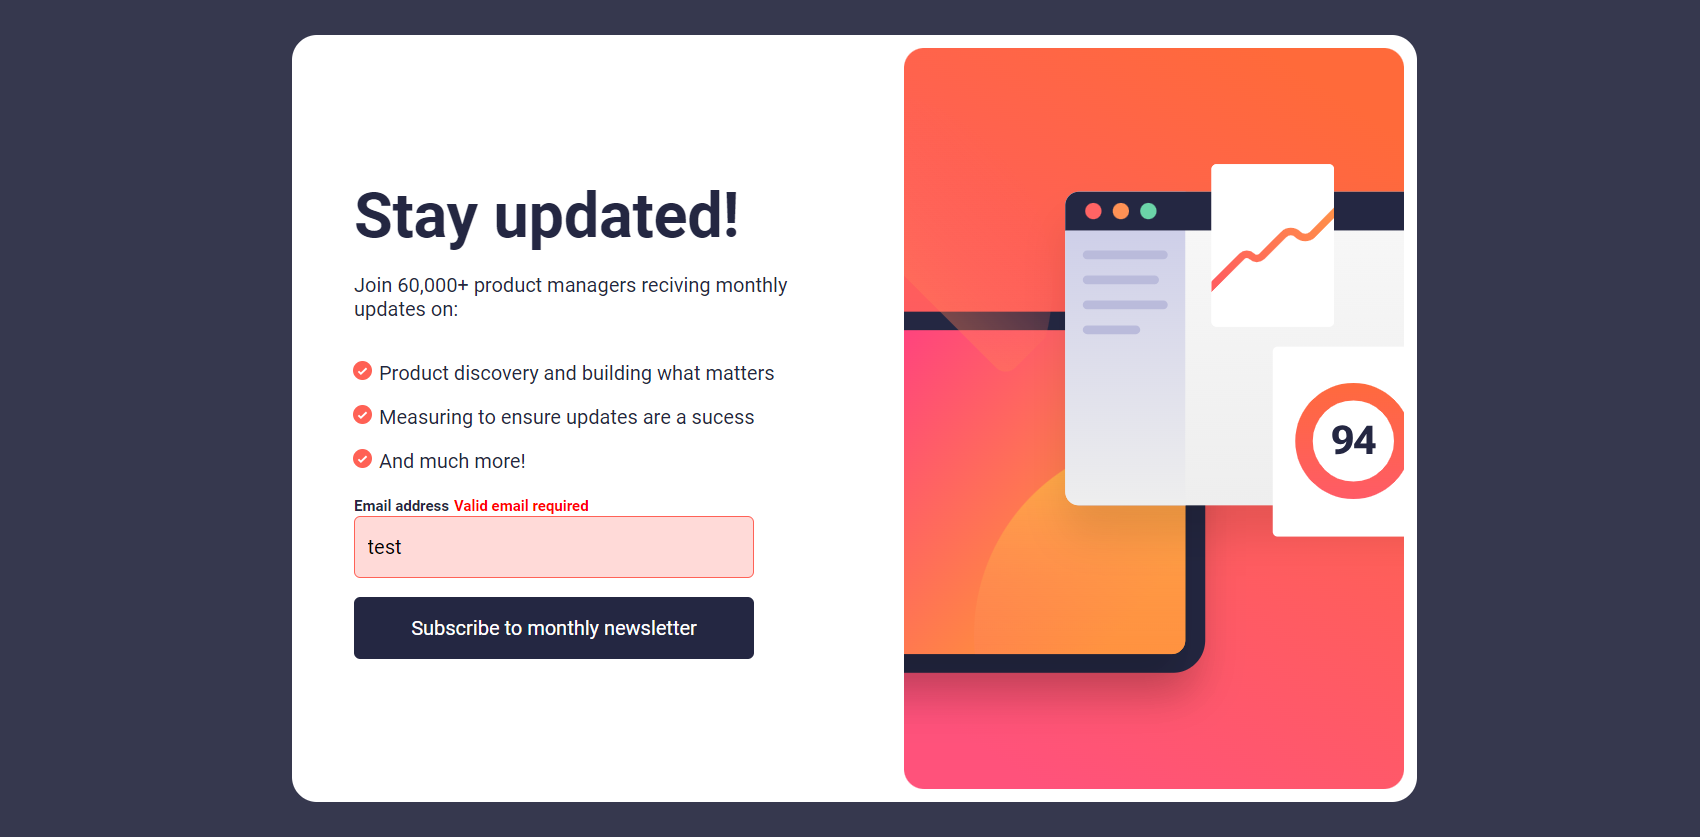 Stay updated!
Join 60,000+ product managers reciving monthly
updates on:
Product discovery and building what matters
Measuring to ensure updates are a sucess
And much more!
Email address Valid email required
test
Subscribe to monthly newsletter
94